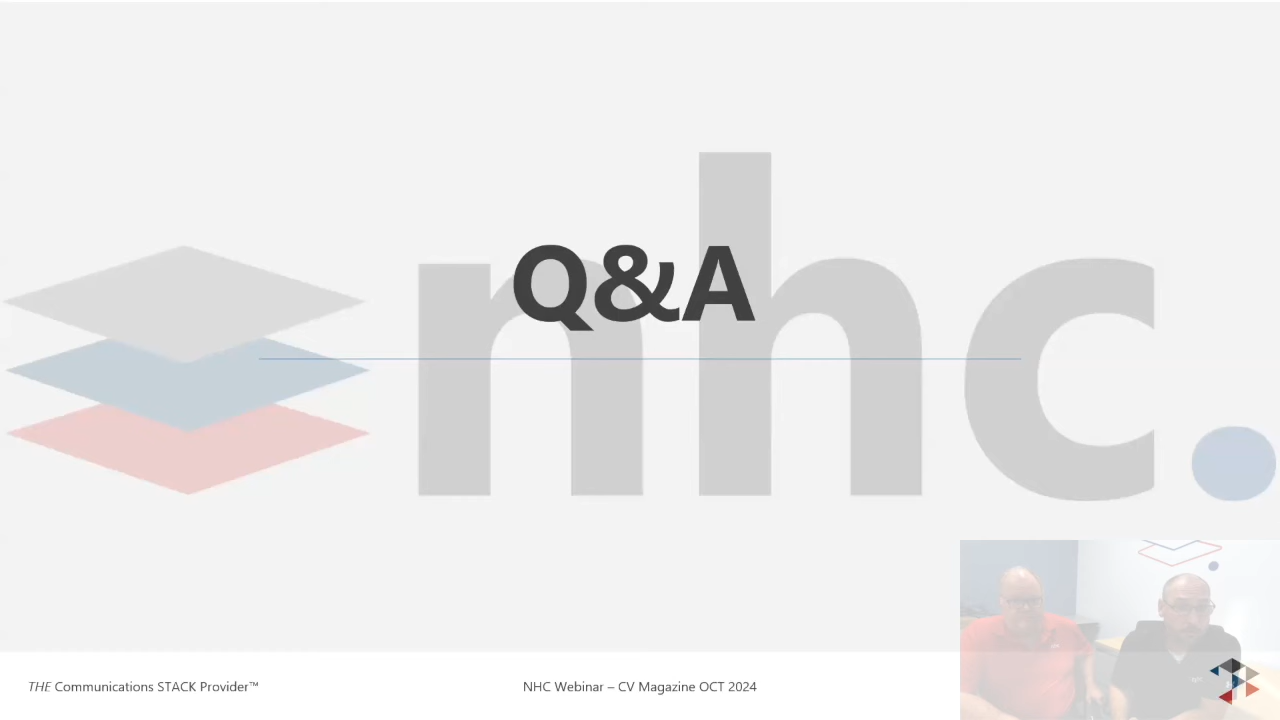 nhc.
Q&A
THE Communications STACK Provider™
NHC Webinar – CV Magazine OCT 2024